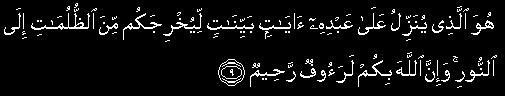 هُوَ ٱلَّذِى يُنَزِّلُ عَلَىٰ عَبْدِهِۦٓ ءَايَـٰتٍۭ بَيِّنَـٰتٍ لِّيُخْرِجَكُم مِّنَ ٱلظُّلُمَـٰتِ إِلَى
ٱلنُّورِ ۚ وَإِنَّ ٱللَّهَ بِكُمْ لَرَءُوفٌ رَّحِيمٌ ۝٩